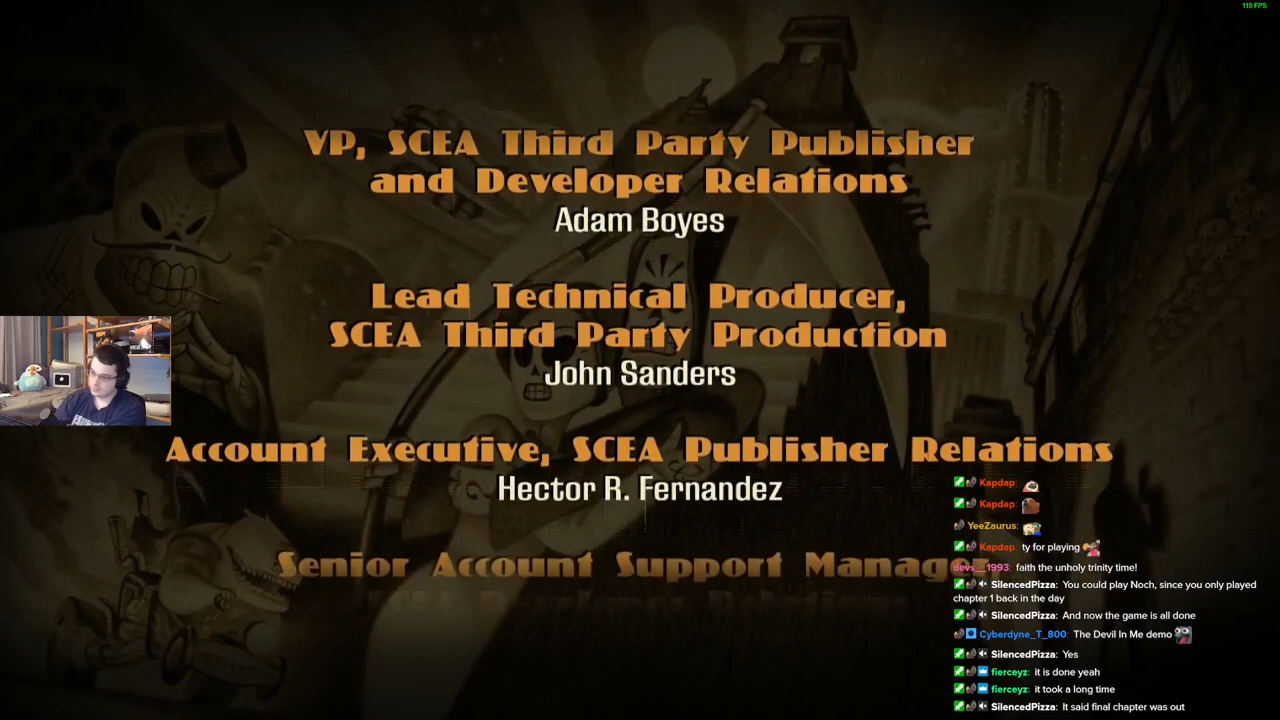 119 FPS
VP, SCEA Third Party Publisher
and Developer Relations
Adam Boyes
Lead Technical Producer,
SCEA Third Party Production
John Sanders
Account Executive, SCEA Publisher Relations
Hector R. Fernandez
Senior Account Support Manager
Kapdap:
Kapdap:
YeeZaurus:
Kapdap ty for playing
devs__1993: faith the unholy trinity time!
SilencedPizza: You could play Noch, since you only played
chapter 1 back in the day
SilencedPizza: And now the game is all done
Cyberdyne_T_800: The Devil In Me demo
SilencedPizza: Yes
fierceyz: it is done yeah
fierceyz: it took a long time
SilencedPizza: It said final chapter was out